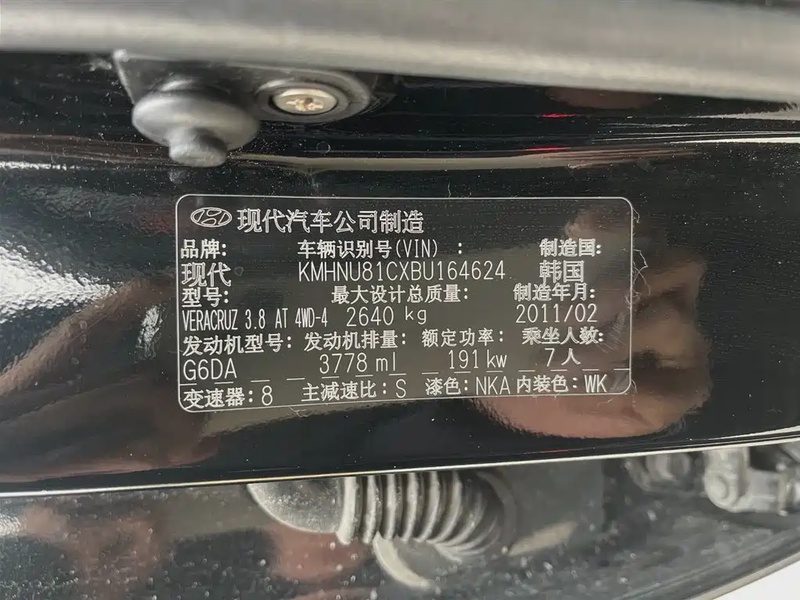 现代汽车公司制造
品牌: 车辆识别号(VIN) : 制造国:
现代 KMHNU81CXBU164624 韩国
型号: 最大设计总质量: 制造年月:
VERACRUZ 3.8 AT 4WD-4 2640 kg 2011/02
发动机型号: 发动机排量: 额定功率: 乘坐人数:
G6DA 3778 ml 191 kw 7人
变速器: 8 主减速比: S 漆色: NKA 内装色: WK